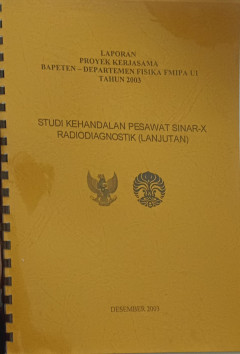 LAPORAN
PROYEK KERJASAMA
BAPETEN – DEPARTEMEN FISIKA FMIPA UI
TAHUN 2003
STUDI KEHANDALAN PESAWAT SINAR-X
RADIODIAGNOSTIK (LANJUTAN)
DESEMBER 2003